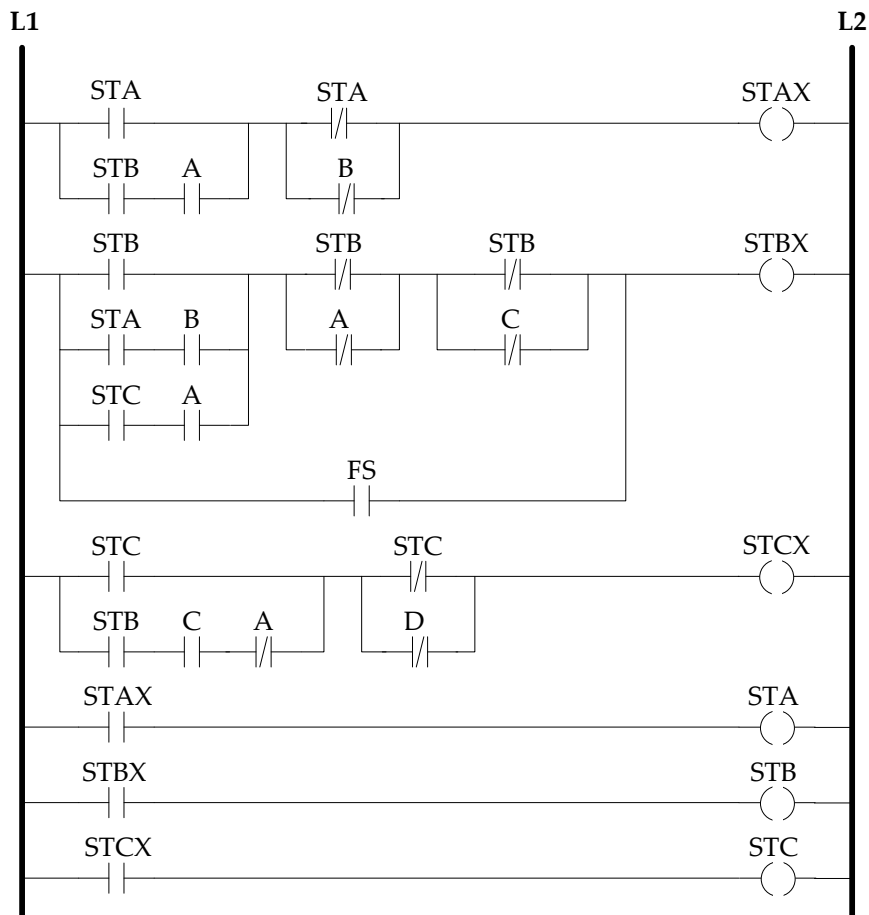 L1 L2
STA STA STAX
STB A B
STB STB STB STBX
STA B A C
STC A
FS
STC STC STCX
STB C A D
STAX STA
STBX STB
STCX STC